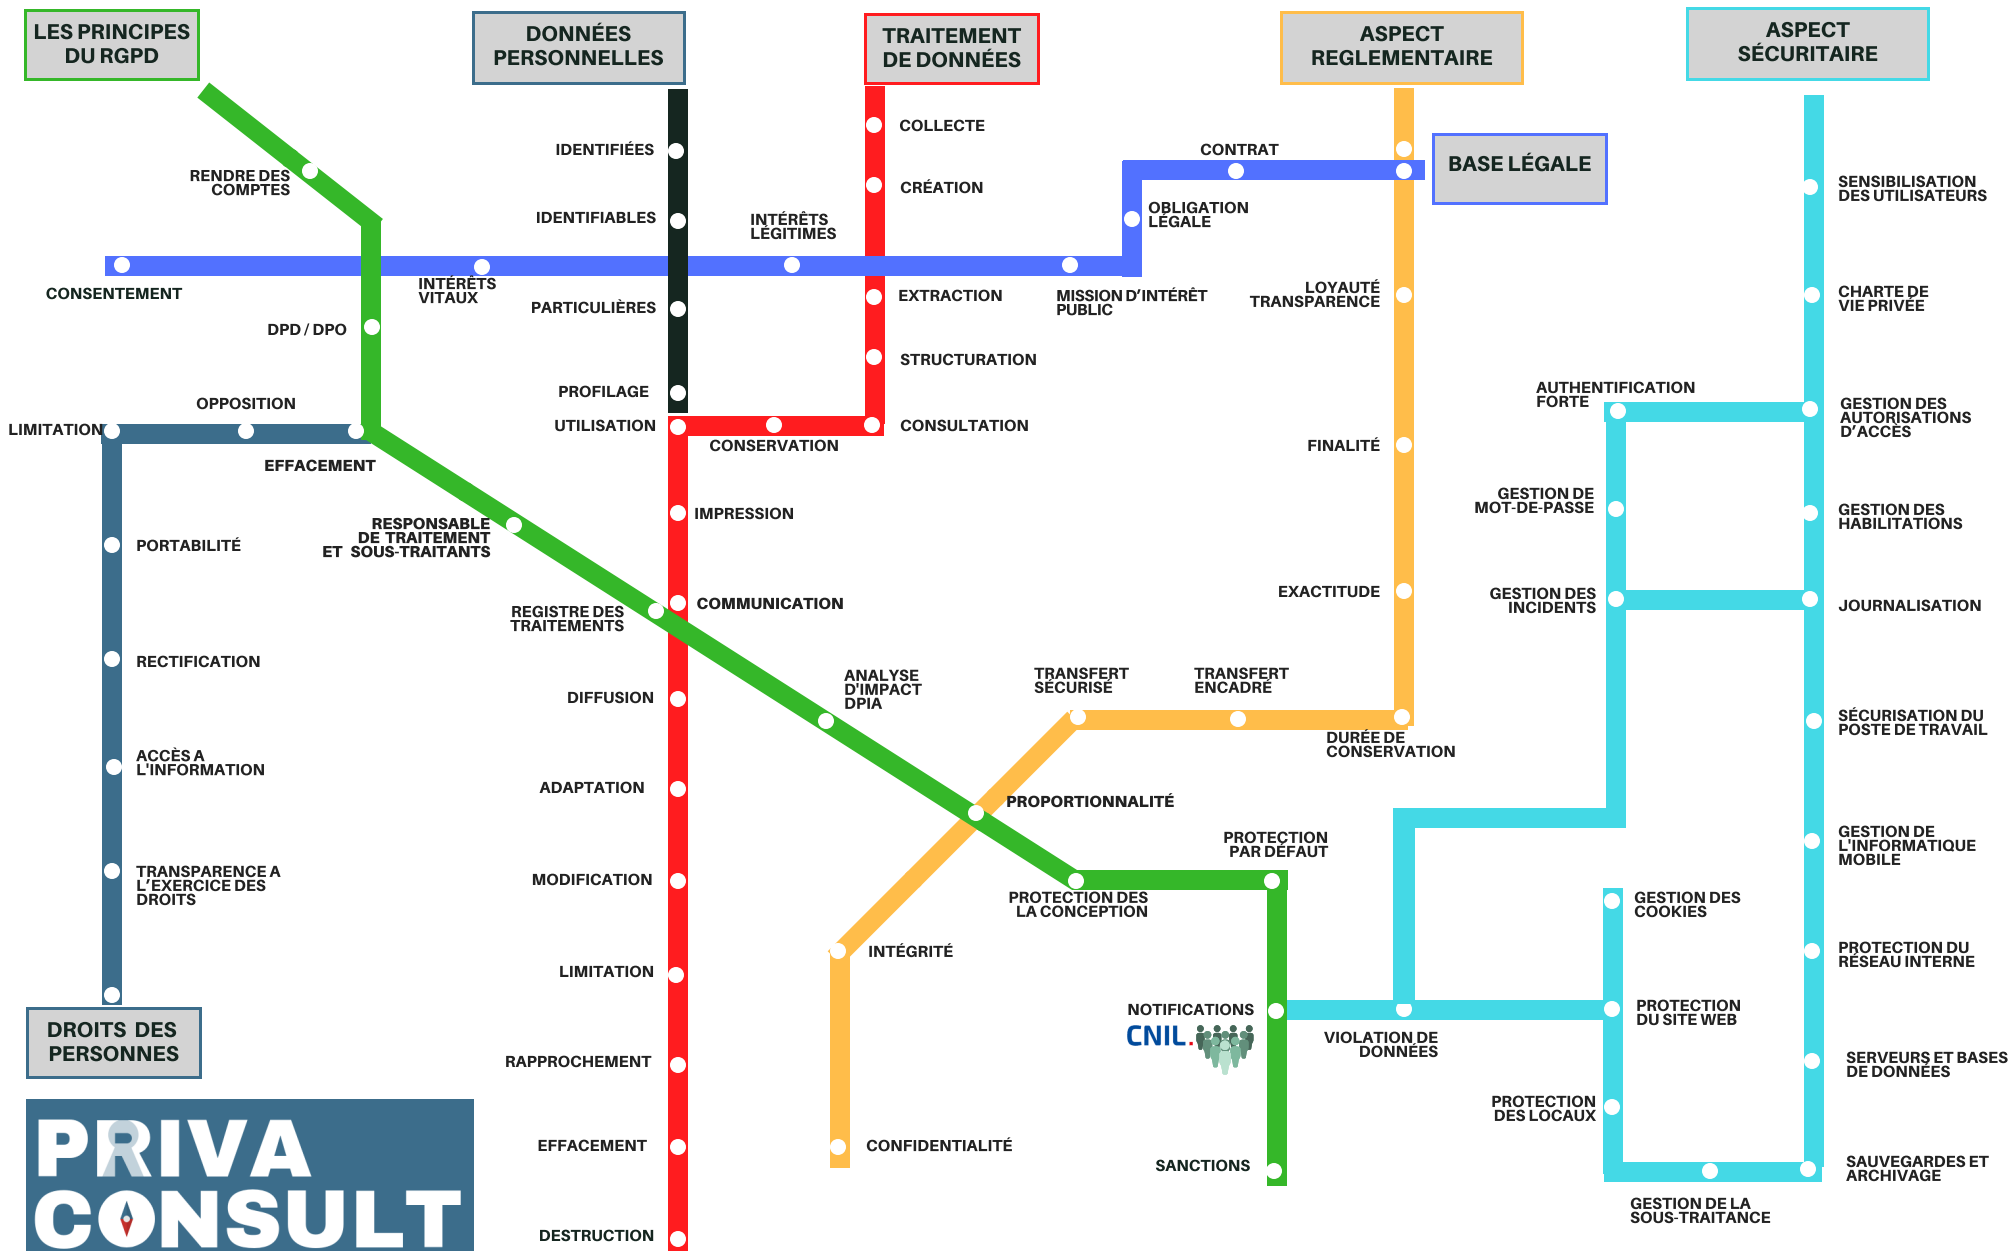 LES PRINCIPES
DU RGPD
DONNÉES
PERSONNELLES
TRAITEMENT
DE DONNÉES
ASPECT
REGLEMENTAIRE
ASPECT
SÉCURITAIRE
BASE LÉGALE
RENDRE DES
COMPTES
DPD / DPO
EFFACEMENT
RESPONSABLE
DE TRAITEMENT
ET SOUS-TRAITANTS
REGISTRE DES
TRAITEMENTS
ANALYSE
D'IMPACT
DPIA
PROPORTIONNALITÉ
PROTECTION DES
LA CONCEPTION
PROTECTION
PAR DÉFAUT
NOTIFICATIONS
CNIL.
SANCTIONS
CONSENTEMENT
INTÉRÊTS
VITAUX
INTÉRÊTS
LÉGITIMES
MISSION D'INTÉRÊT
PUBLIC
OBLIGATION
LÉGALE
CONTRAT
OPPOSITION
LIMITATION
PORTABILITÉ
RECTIFICATION
ACCÈS A
L'INFORMATION
TRANSPARENCE A
L’EXERCICE DES
DROITS
DROITS DES
PERSONNES
IDENTIFIÉES
IDENTIFIABLES
PARTICULIÈRES
PROFILAGE
COLLECTE
CRÉATION
EXTRACTION
STRUCTURATION
CONSULTATION
CONSERVATION
UTILISATION
IMPRESSION
COMMUNICATION
DIFFUSION
ADAPTATION
MODIFICATION
LIMITATION
RAPPROCHEMENT
EFFACEMENT
DESTRUCTION
LOYAUTÉ
TRANSPARENCE
FINALITÉ
EXACTITUDE
DURÉE DE
CONSERVATION
TRANSFERT
ENCADRÉ
TRANSFERT
SÉCURISÉ
INTÉGRITÉ
CONFIDENTIALITÉ
SENSIBILISATION
DES UTILISATEURS
CHARTE DE
VIE PRIVÉE
GESTION DES
AUTORISATIONS
D’ACCÈS
GESTION DES
HABILITATIONS
JOURNALISATION
SÉCURISATION DU
POSTE DE TRAVAIL
GESTION DE
L'INFORMATIQUE
MOBILE
PROTECTION DU
RÉSEAU INTERNE
SERVEURS ET BASES
DE DONNÉES
SAUVEGARDES ET
ARCHIVAGE
GESTION DE LA
SOUS-TRAITANCE
AUTHENTIFICATION
FORTE
GESTION DE
MOT-DE-PASSE
GESTION DES
INCIDENTS
GESTION DES
COOKIES
PROTECTION
DU SITE WEB
PROTECTION
DES LOCAUX
VIOLATION DE
DONNÉES
PRIVA
CONSULT